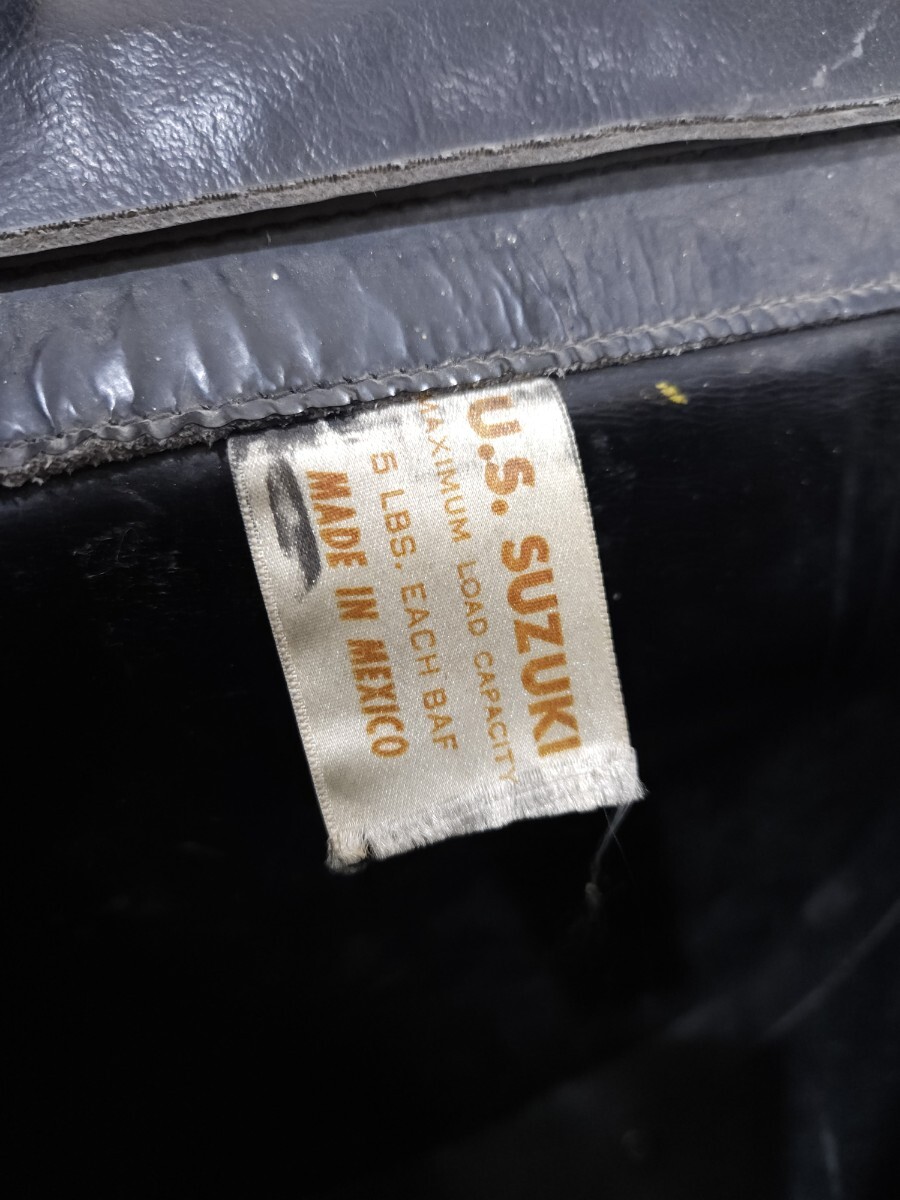 U.S. SUZUKI
MAXIMUM LOAD CAPACITY
5 LBS. EACH BAF
MADE IN MEXICO